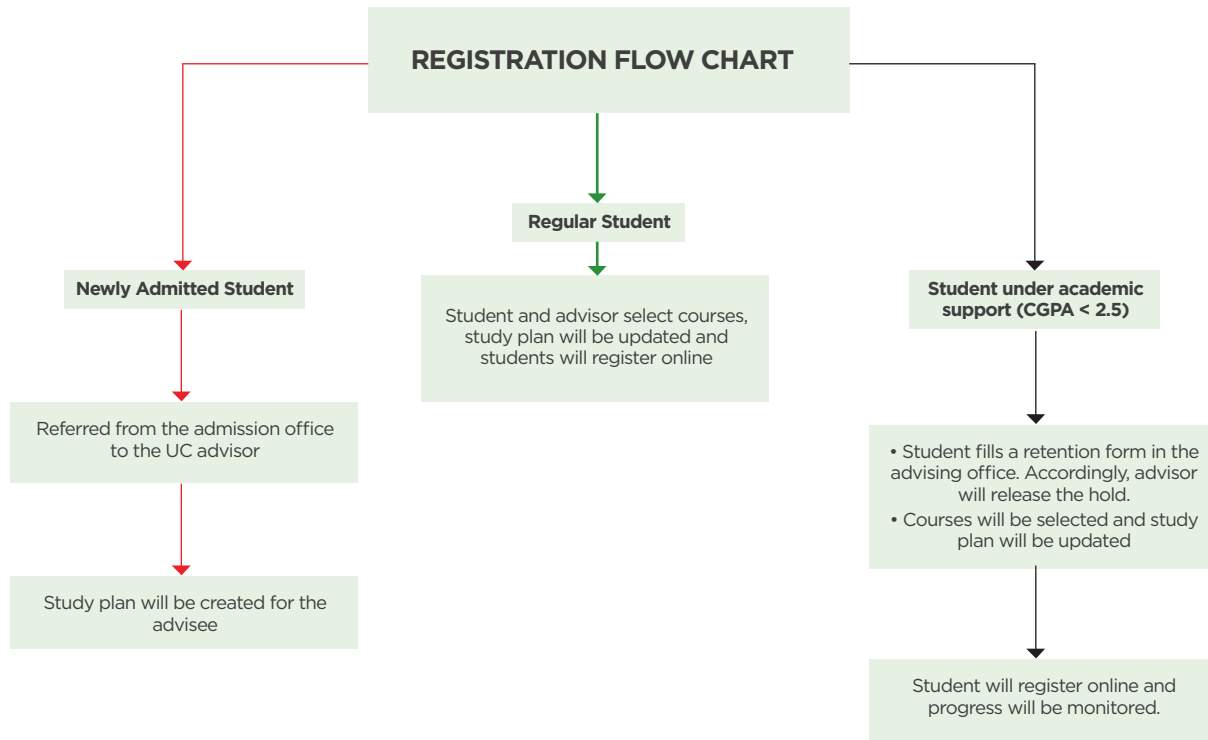 REGISTRATION FLOW CHART
Regular Student
Student and advisor select courses,
study plan will be updated and
students will register online
Newly Admitted Student
Referred from the admission office
to the UC advisor
Study plan will be created for the
advisee
Student under academic
support (CGPA < 2.5)
• Student fills a retention form in the
advising office. Accordingly, advisor
will release the hold.
• Courses will be selected and study
plan will be updated
Student will register online and
progress will be monitored.